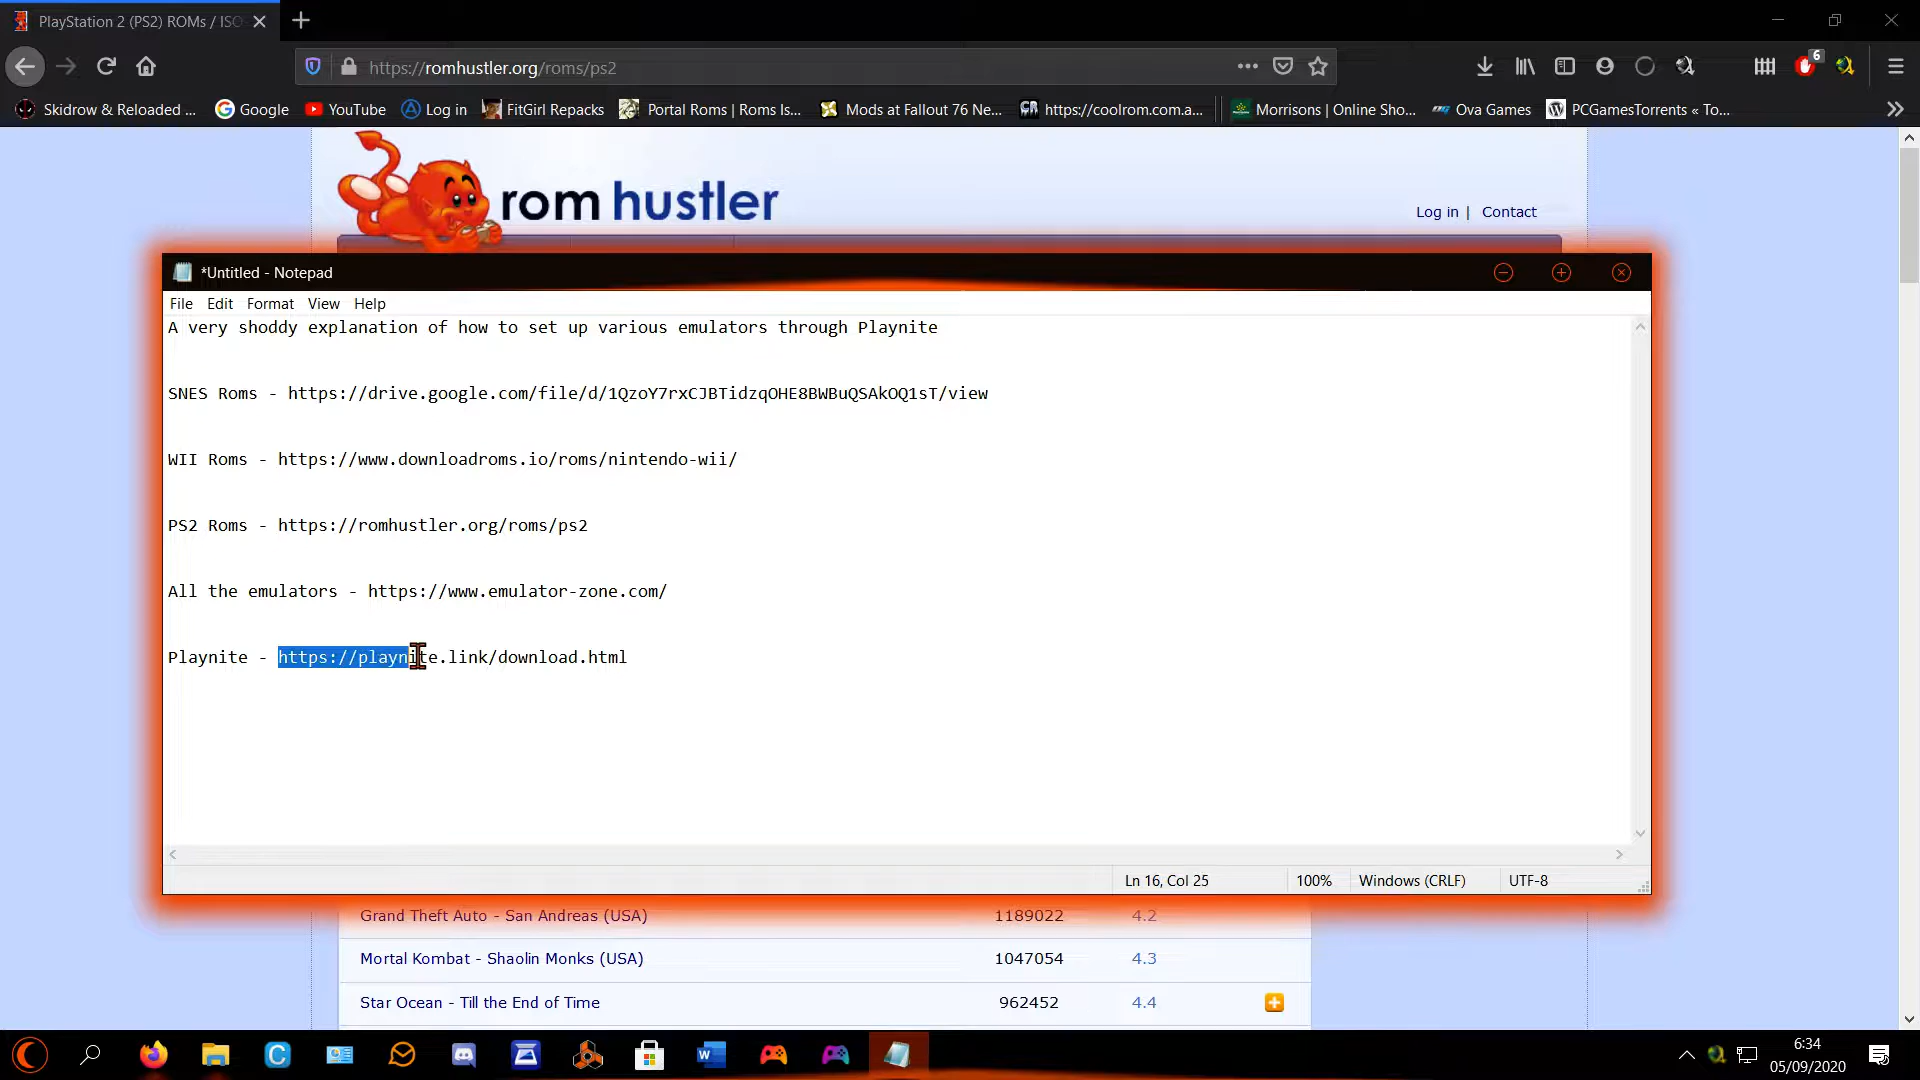 PlayStation 2 (PS2) ROMs / ISO
https://romhustler.org/roms/ps2
6
Skidrow & Reloaded ...
Google
YouTube
Log in
FitGirl Repacks
Portal Roms | Roms Is...
Mods at Fallout 76 Ne...
CR https://coolrom.com.a...
Morrisons | Online Sho...
Ova Games
PCGamesTorrents « To...
rom hustler
Log in | Contact
*Untitled - Notepad
File Edit Format View Help
A very shoddy explanation of how to set up various emulators through Playnite
SNES Roms - https://drive.google.com/file/d/1QzoY7rxCJBTidzqOHE8BWBuQSAkOQ1sT/view
WII Roms - https://www.downloadroms.io/roms/nintendo-wii/
PS2 Roms - https://romhustler.org/roms/ps2
All the emulators - https://www.emulator-zone.com/
Playnite - https://playnite.link/download.html
Ln 16, Col 25
100%
Windows (CRLF)
UTF-8
Grand Theft Auto - San Andreas (USA) 1189022 4.2
Mortal Kombat - Shaolin Monks (USA) 1047054 4.3
Star Ocean - Till the End of Time 962452 4.4
6:34
05/09/2020